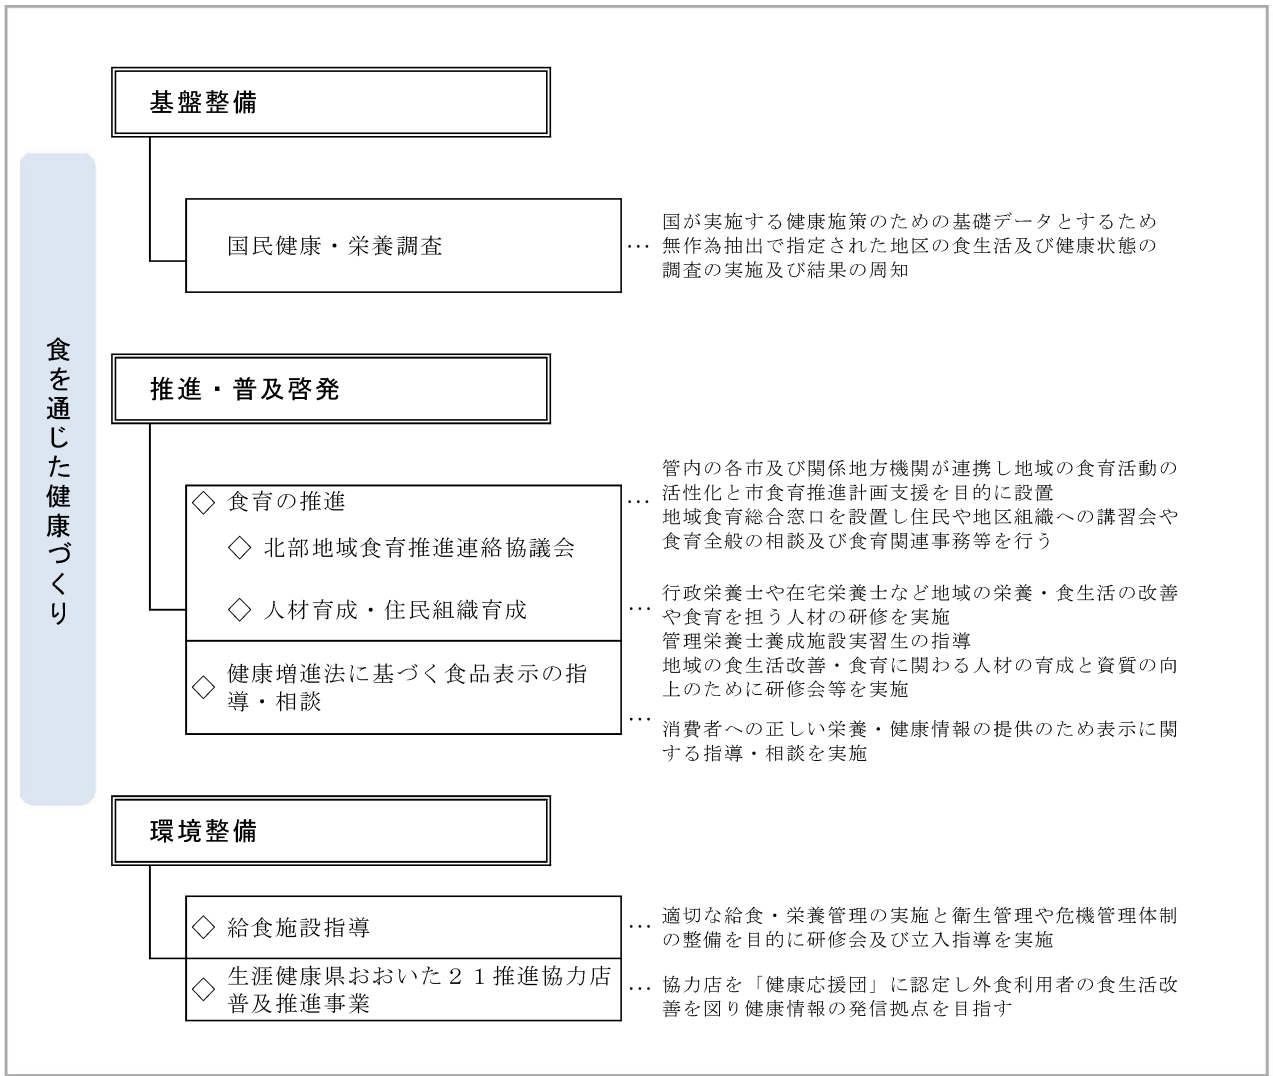 食を通じた健康づくり
基盤整備
国民健康・栄養調査
… 国が実施する健康施策のための基礎データとするため
無作為抽出で指定された地区の食生活及び健康状態の
調査の実施及び結果の周知
推進・普及啓発
◇ 食育の推進
◇ 北部地域食育推進連絡協議会
… 管内の各市及び関係地方機関が連携し地域の食育活動の
活性化と市食育推進計画支援を目的に設置
地域食育総合窓口を設置し住民や地区組織への講習会や
食育全般の相談及び食育関連事務等を行う
◇ 人材育成・住民組織育成
… 行政栄養士や在宅栄養士など地域の栄養・食生活の改善
や食育を担う人材の研修を実施
管理栄養士養成施設実習生の指導
地域の食生活改善・食育に関わる人材の育成と資質の向
上のために研修会等を実施
◇ 健康増進法に基づく食品表示の指
導・相談
… 消費者への正しい栄養・健康情報の提供のため表示に関
する指導・相談を実施
環境整備
◇ 給食施設指導
… 適切な給食・栄養管理の実施と衛生管理や危機管理体制
の整備を目的に研修会及び立入指導を実施
◇ 生涯健康県おおいた２１推進協力店
普及推進事業
… 協力店を「健康応援団」に認定し外食利用者の食生活改
善を図り健康情報の発信拠点を目指す